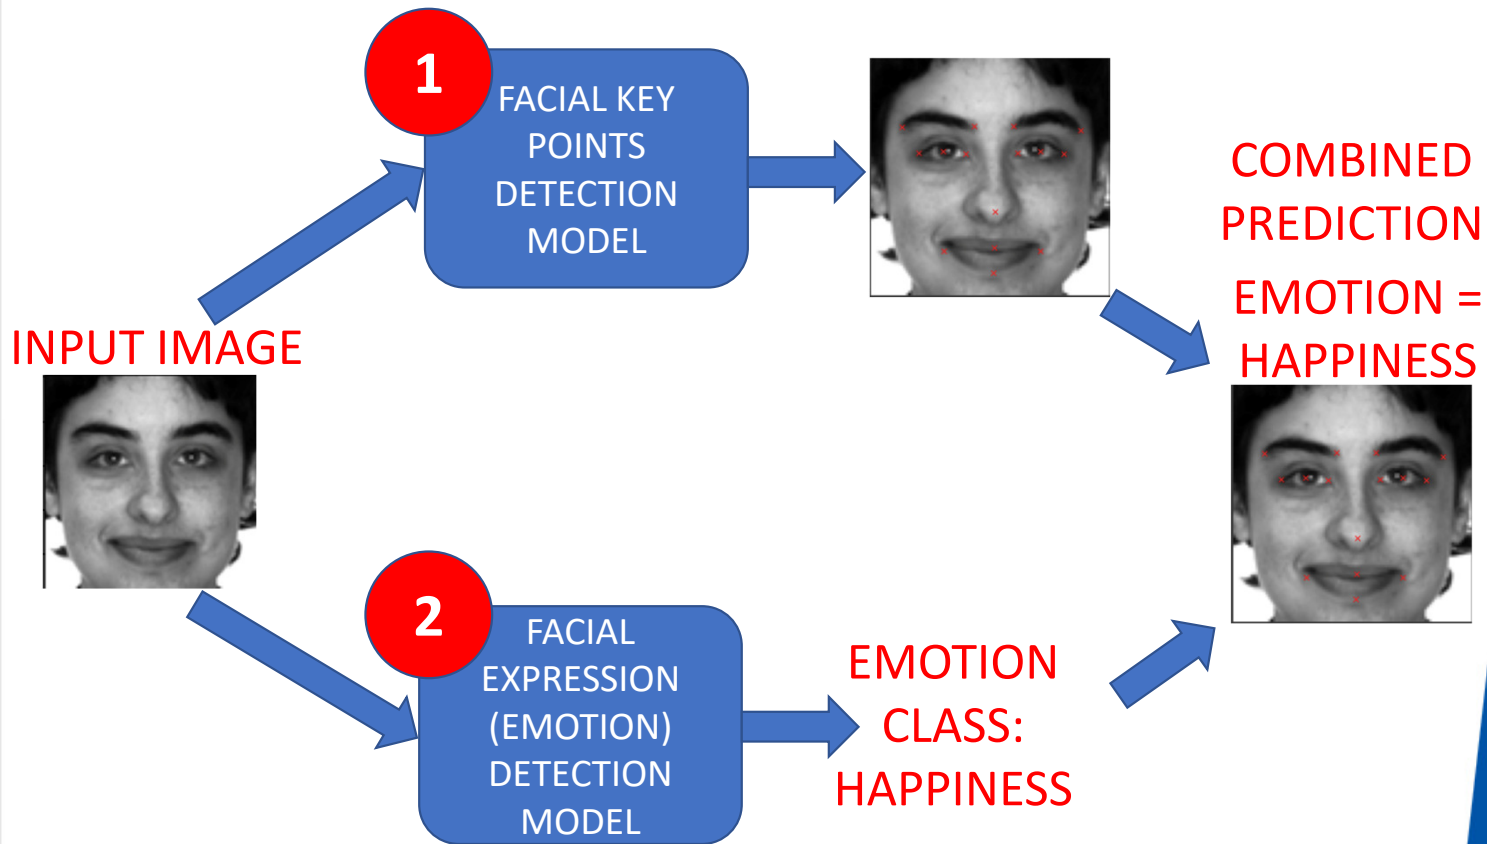 1
FACIAL KEY
POINTS
DETECTION
MODEL
COMBINED
PREDICTION
EMOTION =
HAPPINESS
INPUT IMAGE
2
FACIAL
EXPRESSION
(EMOTION)
DETECTION
MODEL
EMOTION
CLASS:
HAPPINESS